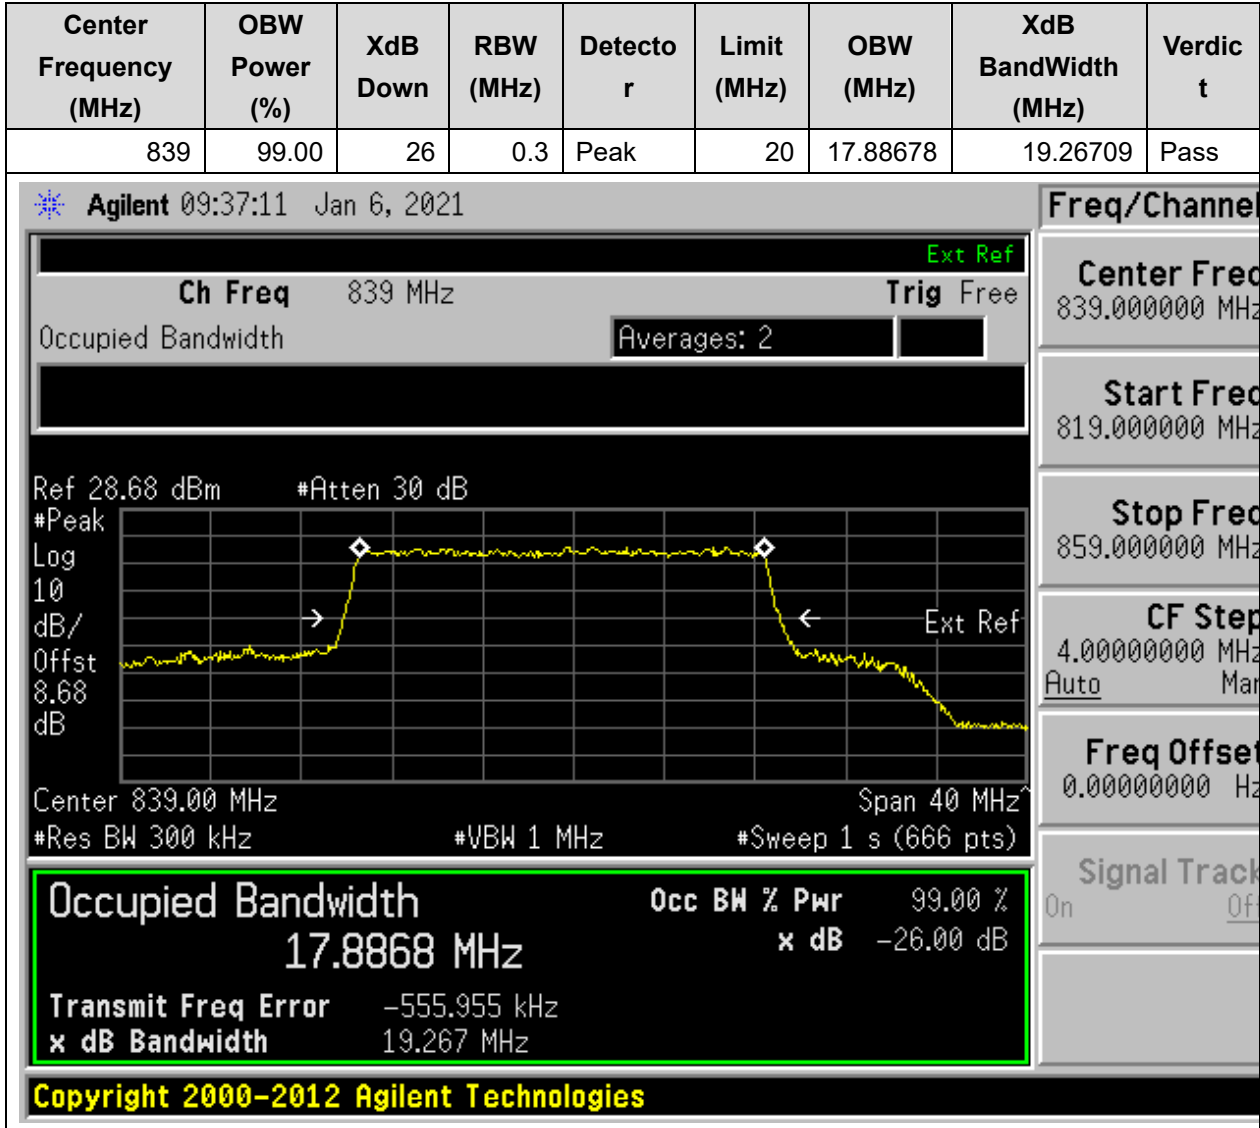 Center Frequency (MHz) OBW Power (%) XdB Down RBW (MHz) Detecto r Limit (MHz) OBW (MHz) XdB BandWidth (MHz) Verdic t
839 99.00 26 0.3 Peak 20 17.88678 19.26709 Pass
Agilent 09:37:11 Jan 6, 2021
Freq/Channel
Ext Ref
Ch Freq 839 MHz Trig Free
Occupied Bandwidth Averages: 2
Center Freq
839.000000 MHz
Start Freq
819.000000 MHz
Stop Freq
859.000000 MHz
CF Step
4.00000000 MHz
Auto Man
Freq Offset
0.00000000 Hz
Signal Track
On Off
Ref 28.68 dBm #Atten 30 dB
#Peak
Log
10
dB/
Offst
8.68
dB
Ext Ref
Center 839.00 MHz Span 40 MHz^
#Res BW 300 kHz #VBW 1 MHz #Sweep 1 s (666 pts)
Occupied Bandwidth
17.8868 MHz
Occ BW % Pwr 99.00 %
x dB -26.00 dB
Transmit Freq Error -555.955 kHz
x dB Bandwidth 19.267 MHz
Copyright 2000-2012 Agilent Technologies